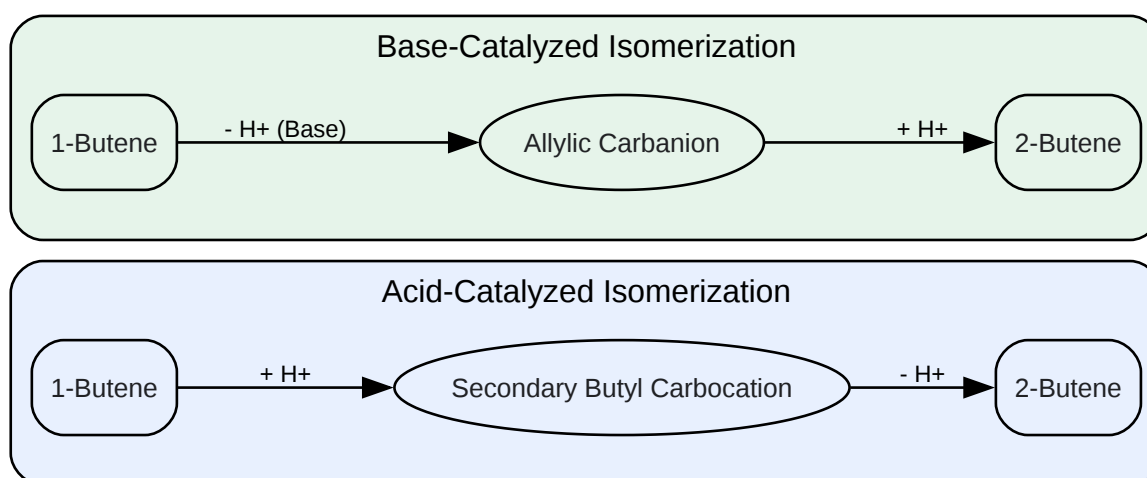 Base-Catalyzed Isomerization
1-Butene
- H+ (Base)
Allylic Carbanion
+ H+
2-Butene
Acid-Catalyzed Isomerization
1-Butene
+ H+
Secondary Butyl Carbocation
- H+
2-Butene